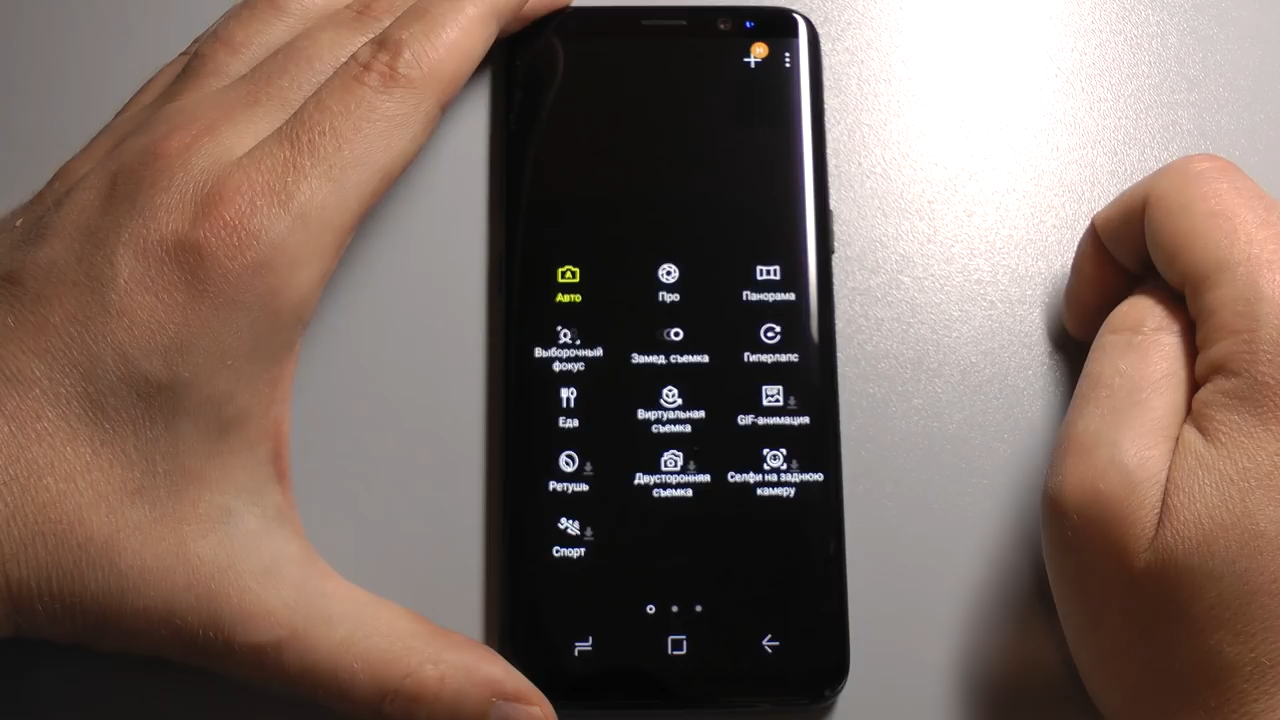 Н
Авто
Про
Панорама
Выборочный
фокус
Замед. съемка
Гиперлапс
Еда
Виртуальная
съемка
GIF
GIF-анимация
Ретушь
Двусторонняя
съемка
Селфи на заднюю
камеру
Спорт